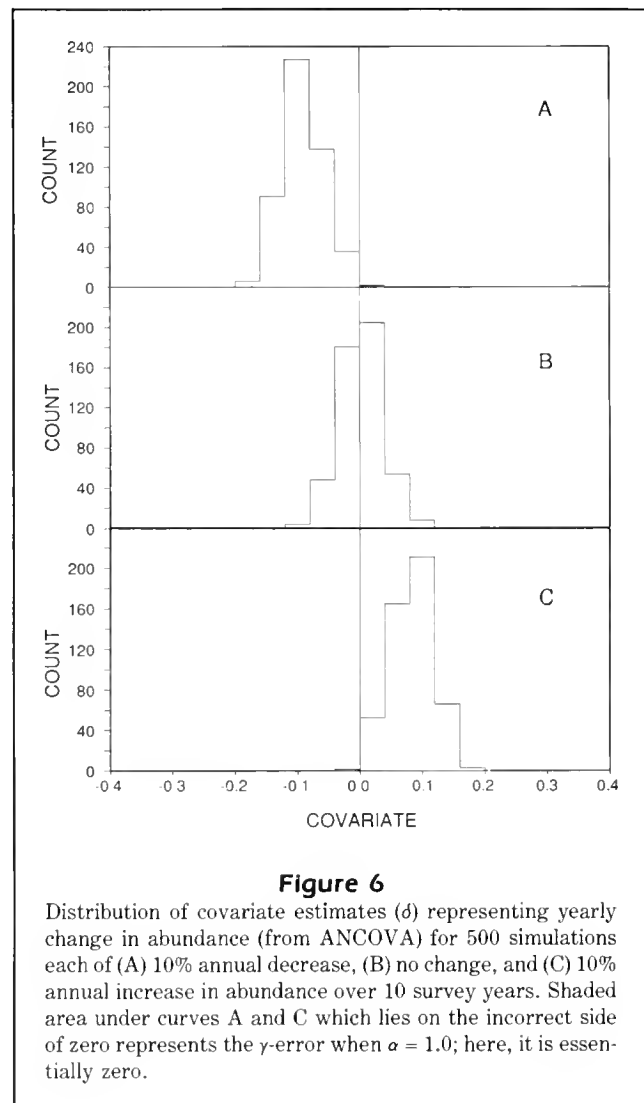 240
200
160
120
80
40
0
COUNT
A
200
160
120
80
40
0
COUNT
B
200
160
120
80
40
0
COUNT
C
-0 4 -0 3 -0.2 -0 1 0.0 0.1 0.2 0.3 0.4
COVARIATE
Figure 6
Distribution of covariate estimates (d) representing yearly
change in abundance (from ANCOVA) for 500 simulations
each of (A) 10% annual decrease, (B) no change, and (C) 10%
annual increase in abundance over 10 survey years. Shaded
area under curves A and C which lies on the incorrect side
of zero represents the γ-error when α = 1.0; here, it is essen-
tially zero.